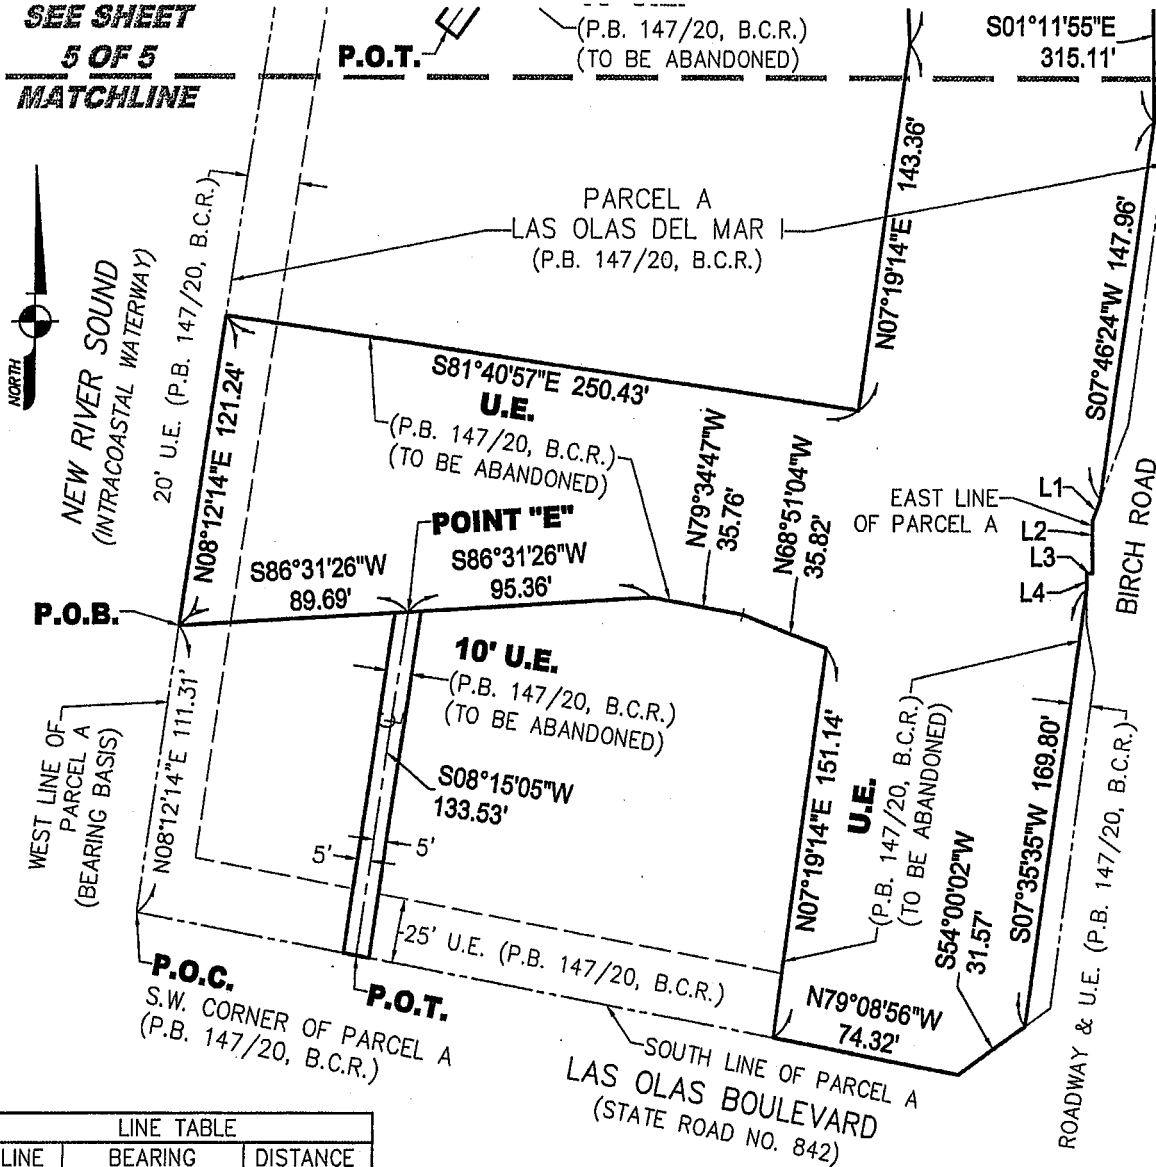 SEE SHEET
5 OF 5
MATCHLINE
P.O.T.
(P.B. 147/20, B.C.R.)
(TO BE ABANDONED)
S01°11'55"E
315.11'
NORTH
NEW RIVER SOUND
(INTRACOASTAL WATERWAY)
20' U.E. (P.B. 147/20, B.C.R.)
PARCEL A
LAS OLAS DEL MAR I
(P.B. 147/20, B.C.R.)
N07°19'14"E 143.36'
S07°46'24"W 147.96'
N08°12'14"E 121.24'
S81°40'57"E 250.43'
U.E.
(P.B. 147/20, B.C.R.)
(TO BE ABANDONED)
N79°34'47"W
35.76'
N68°51'04"W
35.82'
EAST LINE
OF PARCEL A
L1
L2
L3
L4
BIRCH ROAD
POINT "E"
S86°31'26"W
89.69'
S86°31'26"W
95.36'
P.O.B.
10' U.E.
(P.B. 147/20, B.C.R.)
(TO BE ABANDONED)
WEST LINE OF
PARCEL A
(BEARING BASIS)
N08°12'14"E 111.31'
S08°15'05"W
133.53'
5'
5'
N07°19'14"E 151.14'
U.E.
(P.B. 147/20, B.C.R.)
(TO BE ABANDONED)
S54°00'02"W
31.57'
S07°35'35"W 169.80'
ROADWAY & U.E. (P.B. 147/20, B.C.R.)
25' U.E. (P.B. 147/20, B.C.R.)
P.O.C.
S.W. CORNER OF PARCEL A
(P.B. 147/20, B.C.R.)
P.O.T.
N79°08'56"W
74.32'
SOUTH LINE OF PARCEL A
LAS OLAS BOULEVARD
(STATE ROAD NO. 842)
LINE TABLE
LINE BEARING DISTANCE